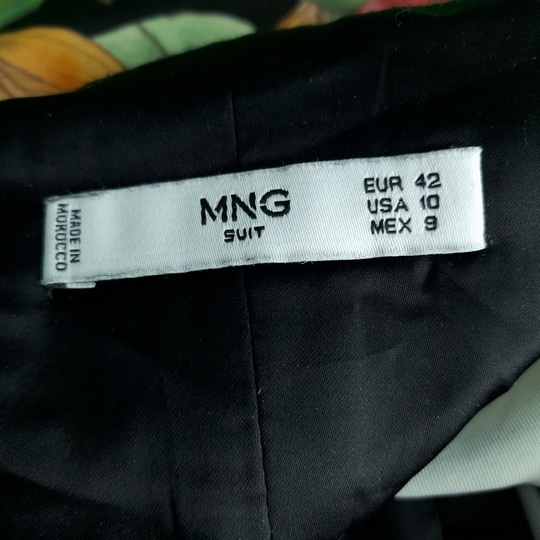 MADE IN
MOROCCO
MNG
SUIT
EUR 42
USA 10
MEX 9